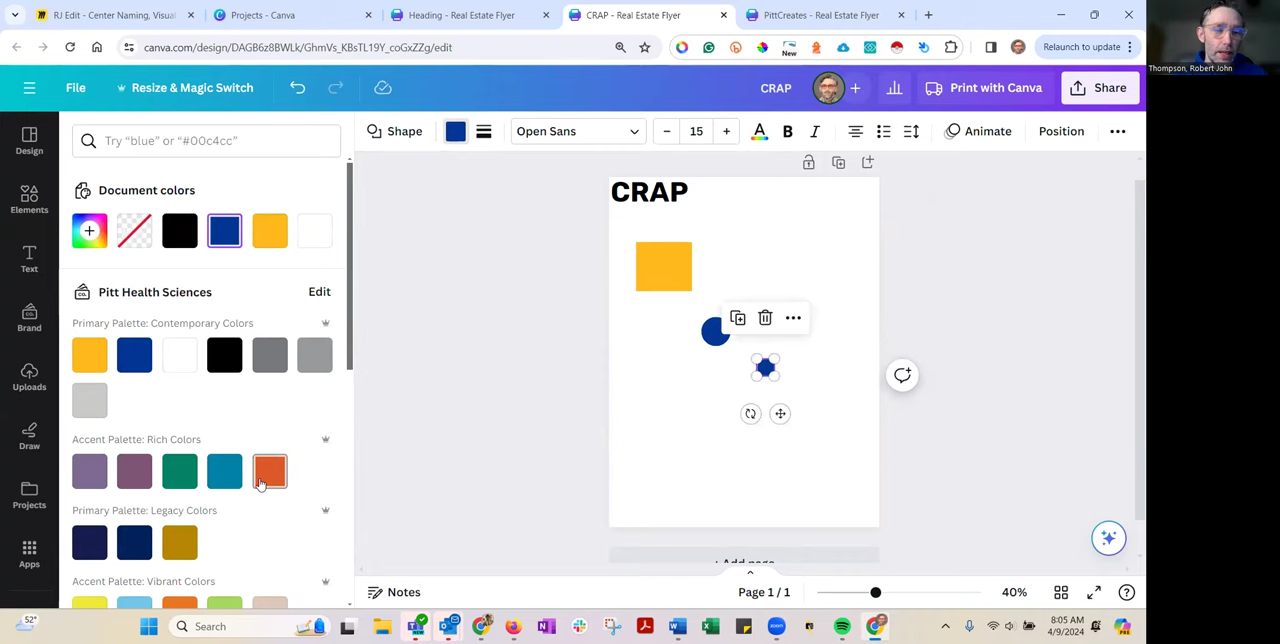 RJ Edit - Center Naming, Visual
Projects - Canva
Heading - Real Estate Flyer
CRAP - Real Estate Flyer
PittCreates - Real Estate Flyer
Thompson, Robert John
canva.com/design/DAGB6z8BWLk/GhmVs_KBsTL19Y_coGxZZg/edit
New
Relaunch to update
File
Resize & Magic Switch
CRAP
Print with Canva
Share
Design
Elements
Text
Brand
Uploads
Draw
Projects
Apps
Try "blue" or "#00c4cc"
Shape
Open Sans
15
A
B
I
Animate
Position
Document colors
CO.
Pitt Health Sciences
Edit
Primary Palette: Contemporary Colors
Accent Palette: Rich Colors
Primary Palette: Legacy Colors
Accent Palette: Vibrant Colors
CRAP
+ Add page
Notes
Page 1 / 1
40%
52°
Search
8:05 AM
4/9/2024